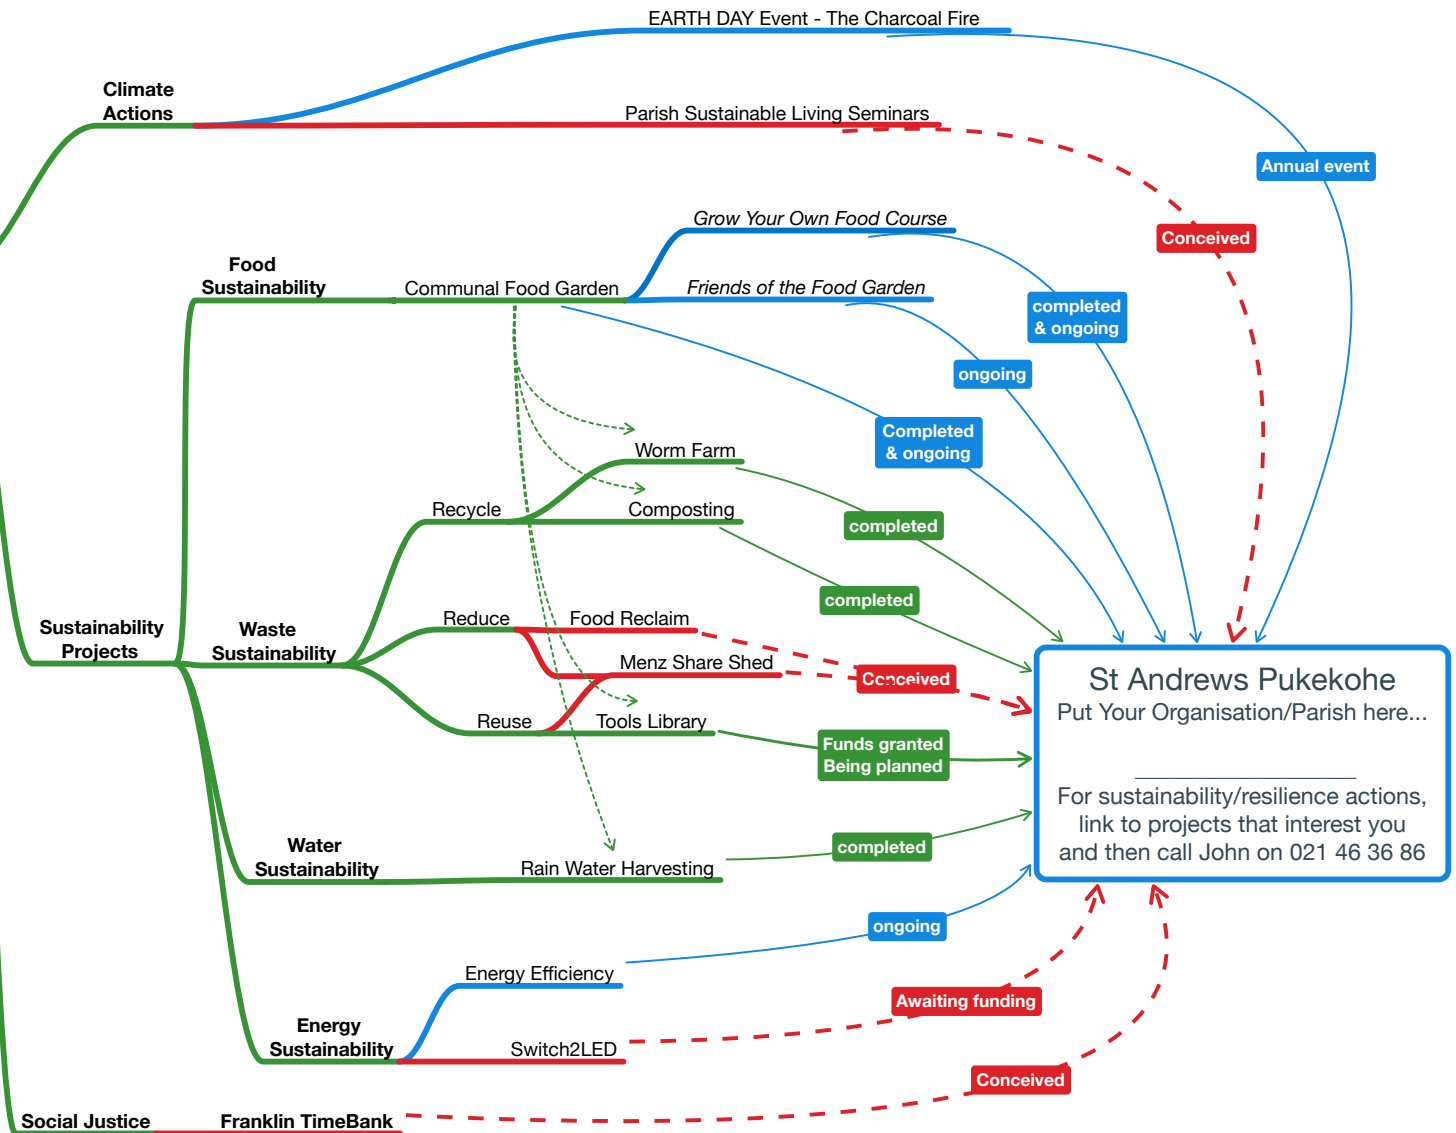 EARTH DAY Event - The Charcoal Fire
Climate
Actions
Parish Sustainable Living Seminars
Annual event
Conceived
Grow Your Own Food Course
Food
Sustainability
Communal Food Garden
Friends of the Food Garden
completed
& ongoing
ongoing
Completed
& ongoing
Worm Farm
Recycle
Composting
completed
completed
Sustainability
Projects
Waste
Sustainability
Reduce
Food Reclaim
Menz Share Shed
Conceived
Reuse
Tools Library
Funds granted
Being planned
St Andrews Pukekohe
Put Your Organisation/Parish here...
____________________
For sustainability/resilience actions,
link to projects that interest you
and then call John on 021 46 36 86
Water
Sustainability
Rain Water Harvesting
completed
ongoing
Energy Efficiency
Awaiting funding
Energy
Sustainability
Switch2LED
Conceived
Social Justice
Franklin TimeBank